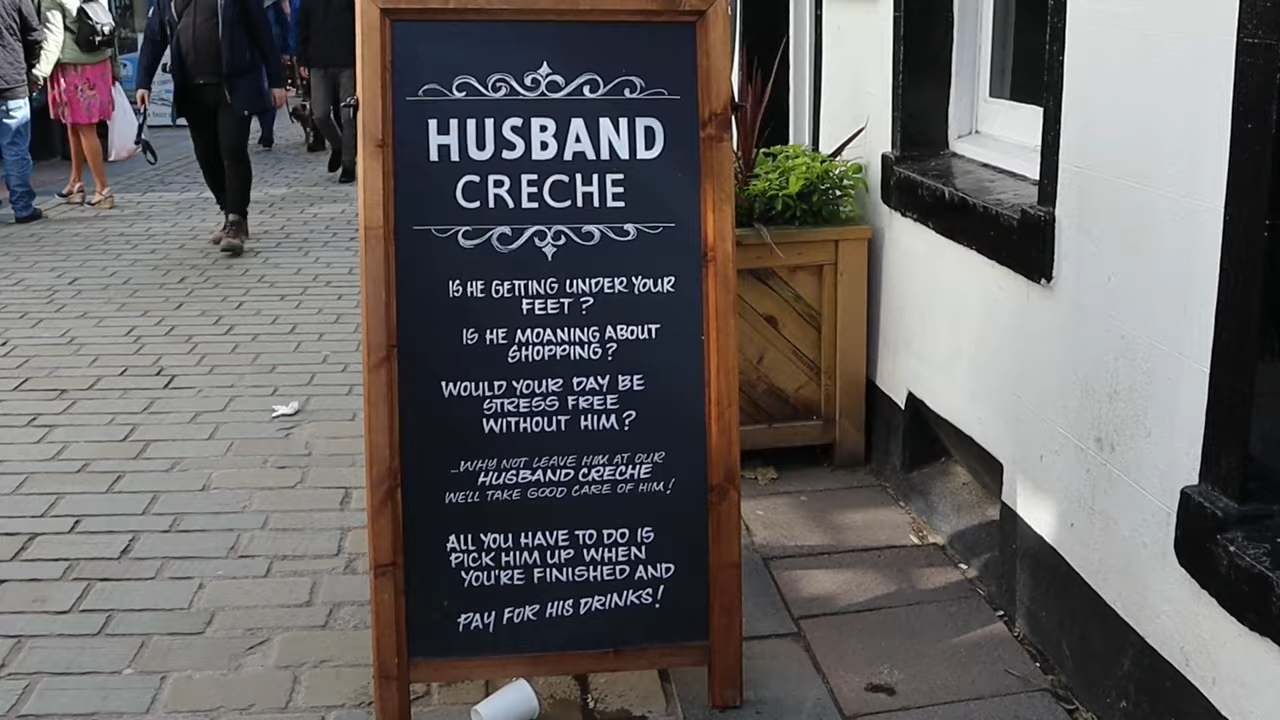 HUSBAND
CRECHE
IS HE GETTING UNDER YOUR
FEET?
IS HE MOANING ABOUT
SHOPPING?
WOULD YOUR DAY BE
STRESS FREE
WITHOUT HIM?
...WHY NOT LEAVE HIM AT OUR
HUSBAND CRECHE
WE'LL TAKE GOOD CARE OF HIM!
ALL YOU HAVE TO DO IS
PICK HIM UP WHEN
YOU'RE FINISHED AND
PAY FOR HIS DRINKS!